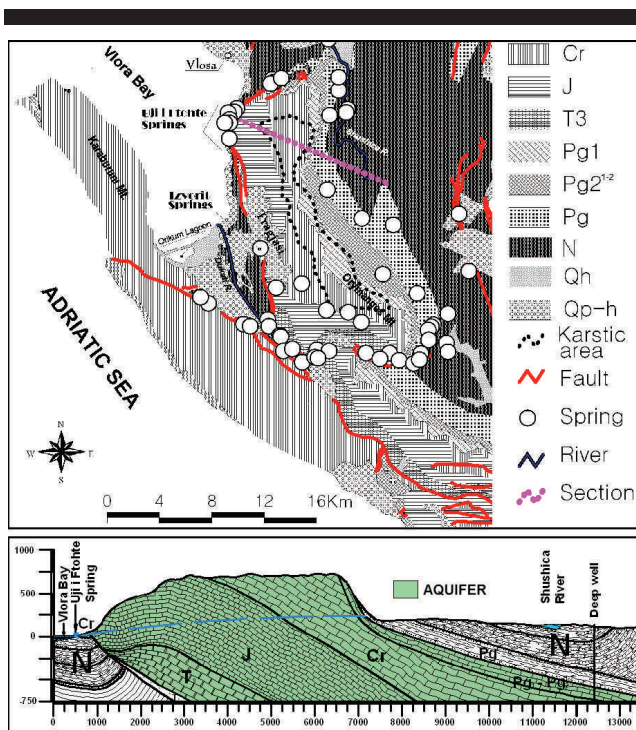 Vlora Bay
Vlosa
Uji i Ftohte
Springs
Karaburun Mt.
Izvorit
Springs
Orikum Lagoon
Tragjasi
ADRIATIC SEA
N
W E
S
0 4 8 12 16Km
Cr
J
T3
Pg1
Pg2¹⁻²
Pg
N
Qh
Qp-h
Karstic
area
Fault
Spring
River
Section
1000
500
0
-750
Vlora Bay
Uji i Ftohte
Spring
Cr
N
T
J
Cr
AQUIFER
Pg
Pg - Pg
N
Shushica
River
Deep well
0 1000 2000 3000 4000 5000 6000 7000 8000 9000 10000 11000 12000 13000